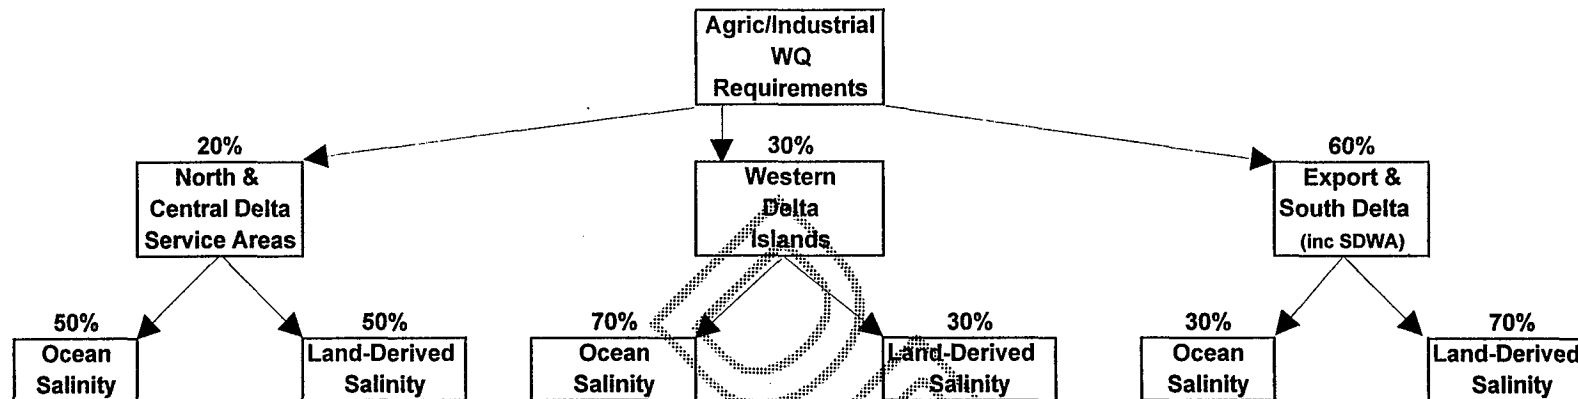 Agric/Industrial
WQ
Requirements
20%
North &
Central Delta
Service Areas
30%
Western
Delta
Islands
60%
Export &
South Delta
(inc SDWA)
50%
Ocean
Salinity
50%
Land-Derived
Salinity
70%
Ocean
Salinity
30%
Land-Derived
Salinity
30%
Ocean
Salinity
70%
Land-Derived
Salinity